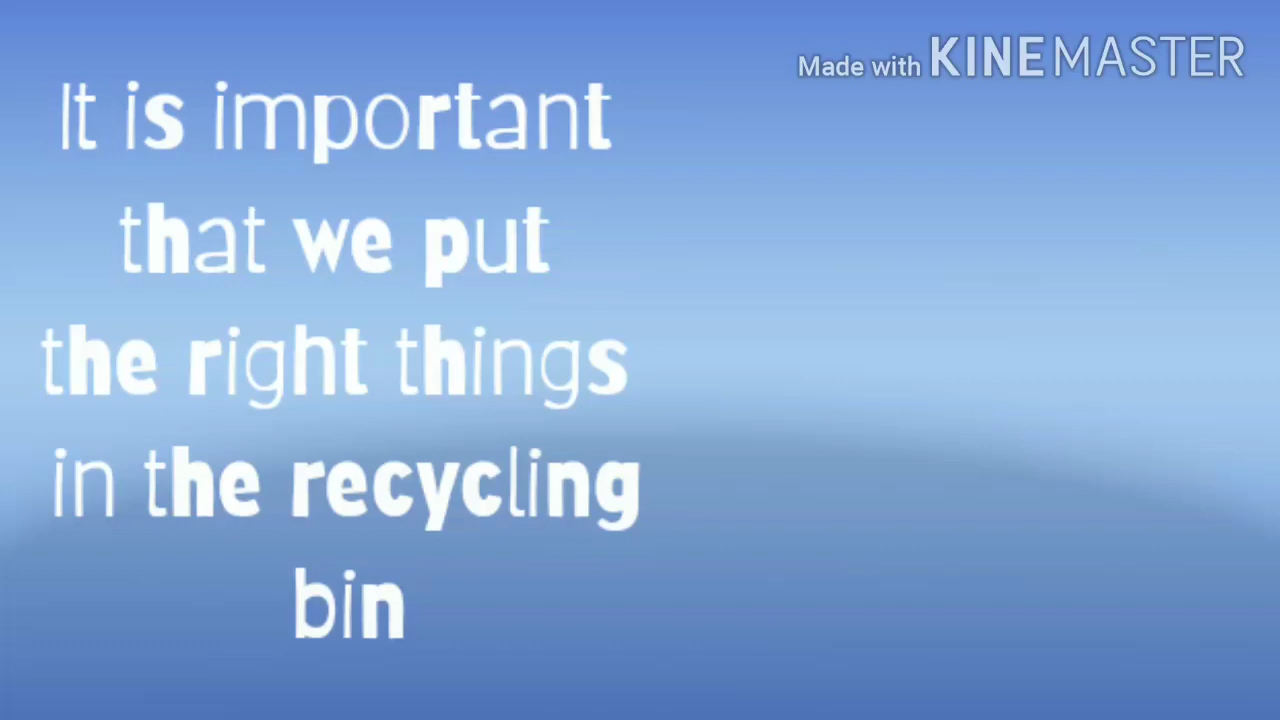 Made with KINEMASTER
It is important
that we put
the right things
in the recycling
bin